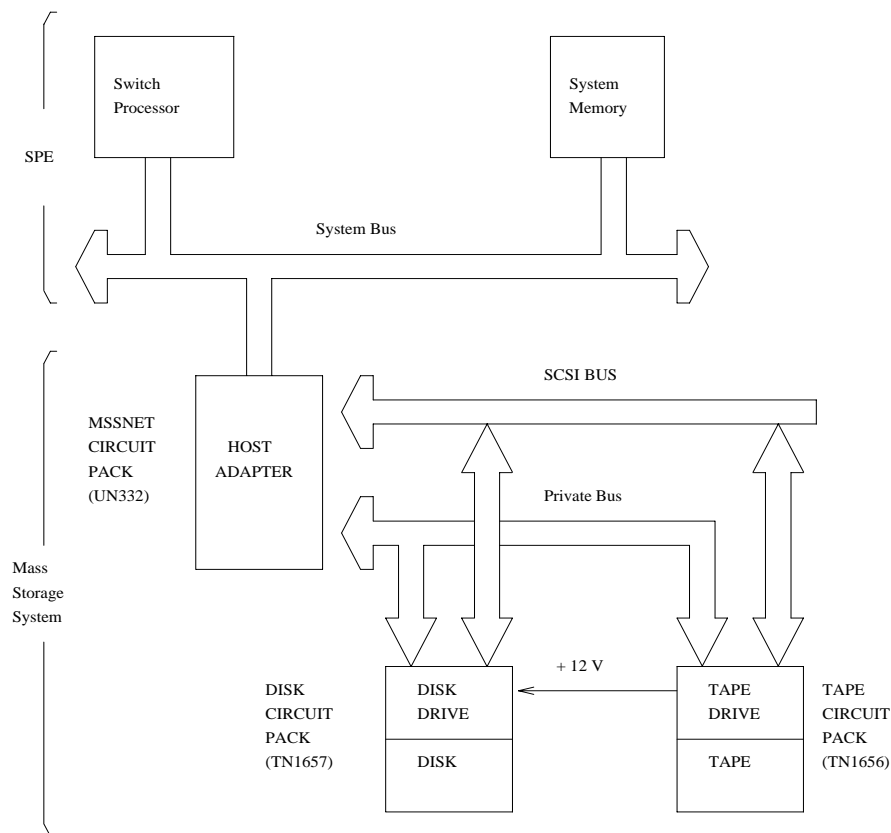 Switch
Processor
System
Memory
SPE
System Bus
SCSI BUS
MSSNET
CIRCUIT
PACK
(UN332)
HOST
ADAPTER
Private Bus
Mass
Storage
System
+ 12 V
DISK
CIRCUIT
PACK
(TN1657)
DISK
DRIVE
DISK
TAPE
DRIVE
TAPE
TAPE
CIRCUIT
PACK
(TN1656)